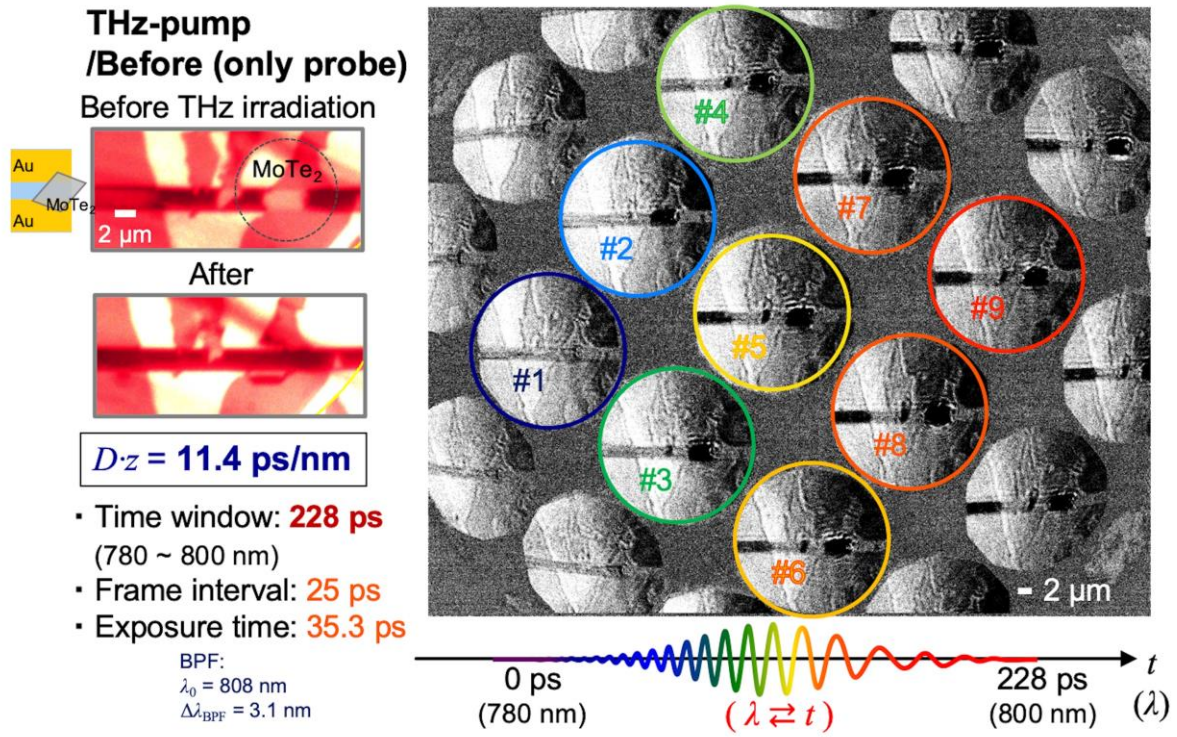 THz-pump
/Before (only probe)
Before THz irradiation
Au
MoTe₂
Au
MoTe₂
2 μm
After
D·z = 11.4 ps/nm
· Time window: 228 ps
(780 ~ 800 nm)
· Frame interval: 25 ps
· Exposure time: 35.3 ps
BPF:
λ₀ = 808 nm
Δλ_BPF = 3.1 nm
#4
#7
#2
#9
#5
#1
#8
#3
#6
2 μm
0 ps
(780 nm)
(λ ⇄ t)
228 ps
(800 nm)
t
(λ)